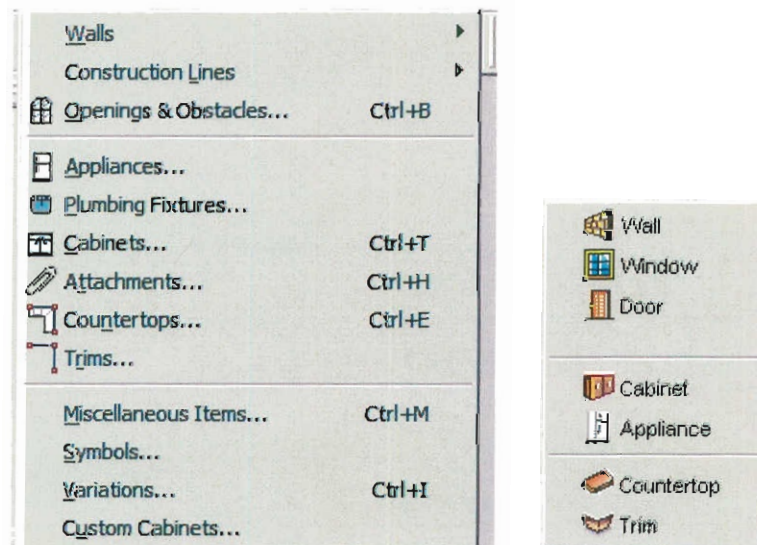 Walls
Construction Lines
Openings & Obstacles... Ctrl+B
Appliances...
Plumbing Fixtures...
Cabinets... Ctrl+T
Attachments... Ctrl+H
Countertops... Ctrl+E
Trims...
Miscellaneous Items... Ctrl+M
Symbols...
Variations... Ctrl+I
Custom Cabinets...
Wall
Window
Door
Cabinet
Appliance
Countertop
Trim